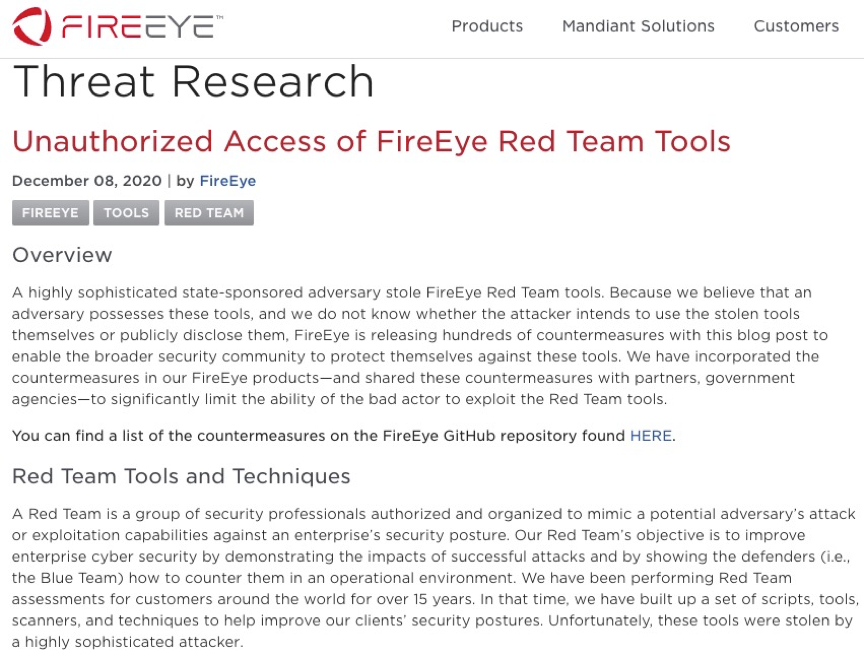 FIREEYE™
Products Mandiant Solutions Customers
Threat Research
Unauthorized Access of FireEye Red Team Tools
December 08, 2020 | by FireEye
FIREEYE TOOLS RED TEAM
Overview
A highly sophisticated state-sponsored adversary stole FireEye Red Team tools. Because we believe that an
adversary possesses these tools, and we do not know whether the attacker intends to use the stolen tools
themselves or publicly disclose them, FireEye is releasing hundreds of countermeasures with this blog post to
enable the broader security community to protect themselves against these tools. We have incorporated the
countermeasures in our FireEye products—and shared these countermeasures with partners, government
agencies—to significantly limit the ability of the bad actor to exploit the Red Team tools.
You can find a list of the countermeasures on the FireEye GitHub repository found HERE.
Red Team Tools and Techniques
A Red Team is a group of security professionals authorized and organized to mimic a potential adversary's attack
or exploitation capabilities against an enterprise's security posture. Our Red Team's objective is to improve
enterprise cyber security by demonstrating the impacts of successful attacks and by showing the defenders (i.e.,
the Blue Team) how to counter them in an operational environment. We have been performing Red Team
assessments for customers around the world for over 15 years. In that time, we have built up a set of scripts, tools,
scanners, and techniques to help improve our clients' security postures. Unfortunately, these tools were stolen by
a highly sophisticated attacker.